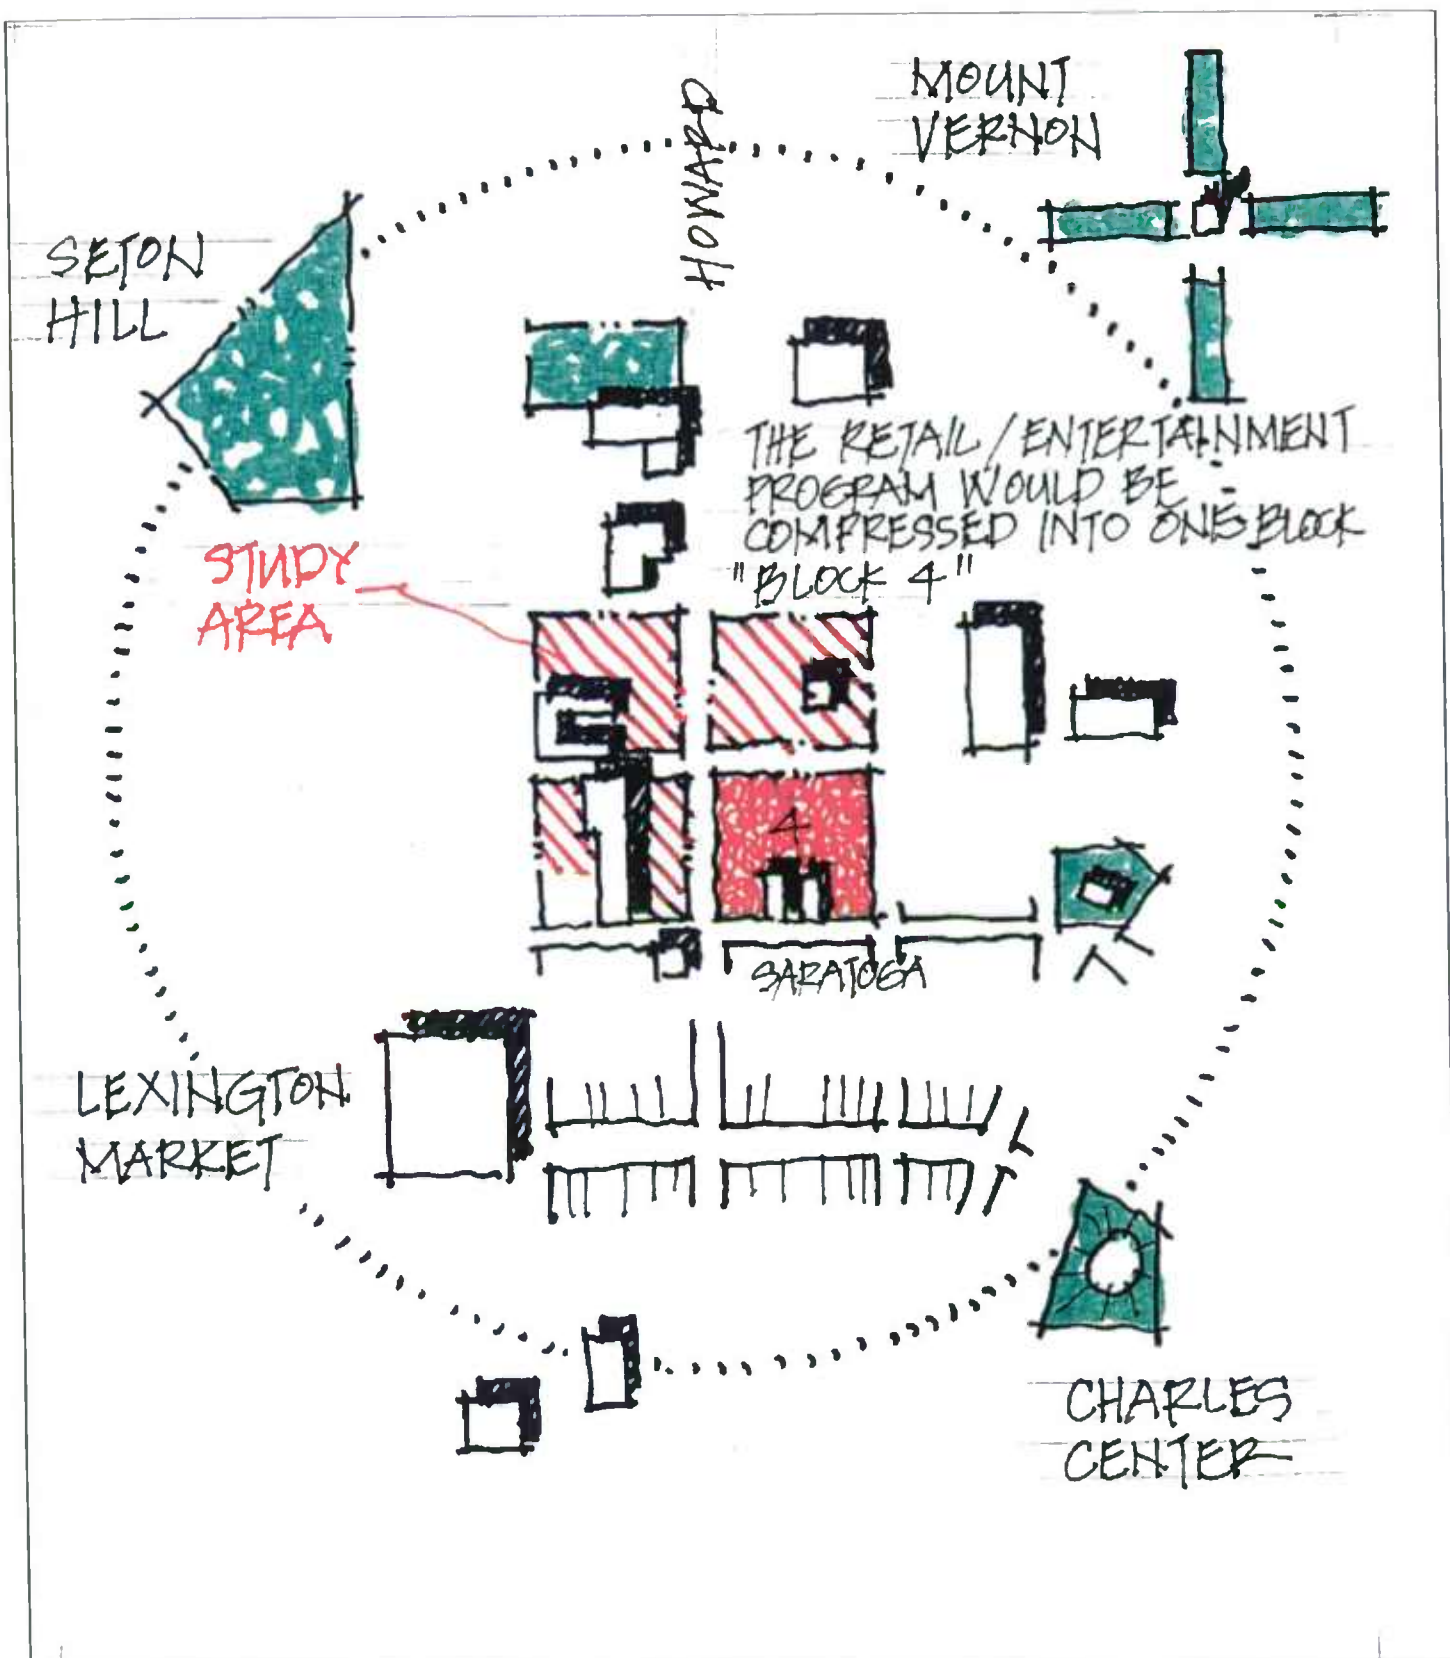 HOWARD
MOUNT
VERNON
SETON
HILL
THE RETAIL/ENTERTAINMENT
PROGRAM WOULD BE
COMPRESSED INTO ONE BLOCK
"BLOCK 4"
STUDY
AREA
4
SARATOGA
LEXINGTON
MARKET
CHARLES
CENTER